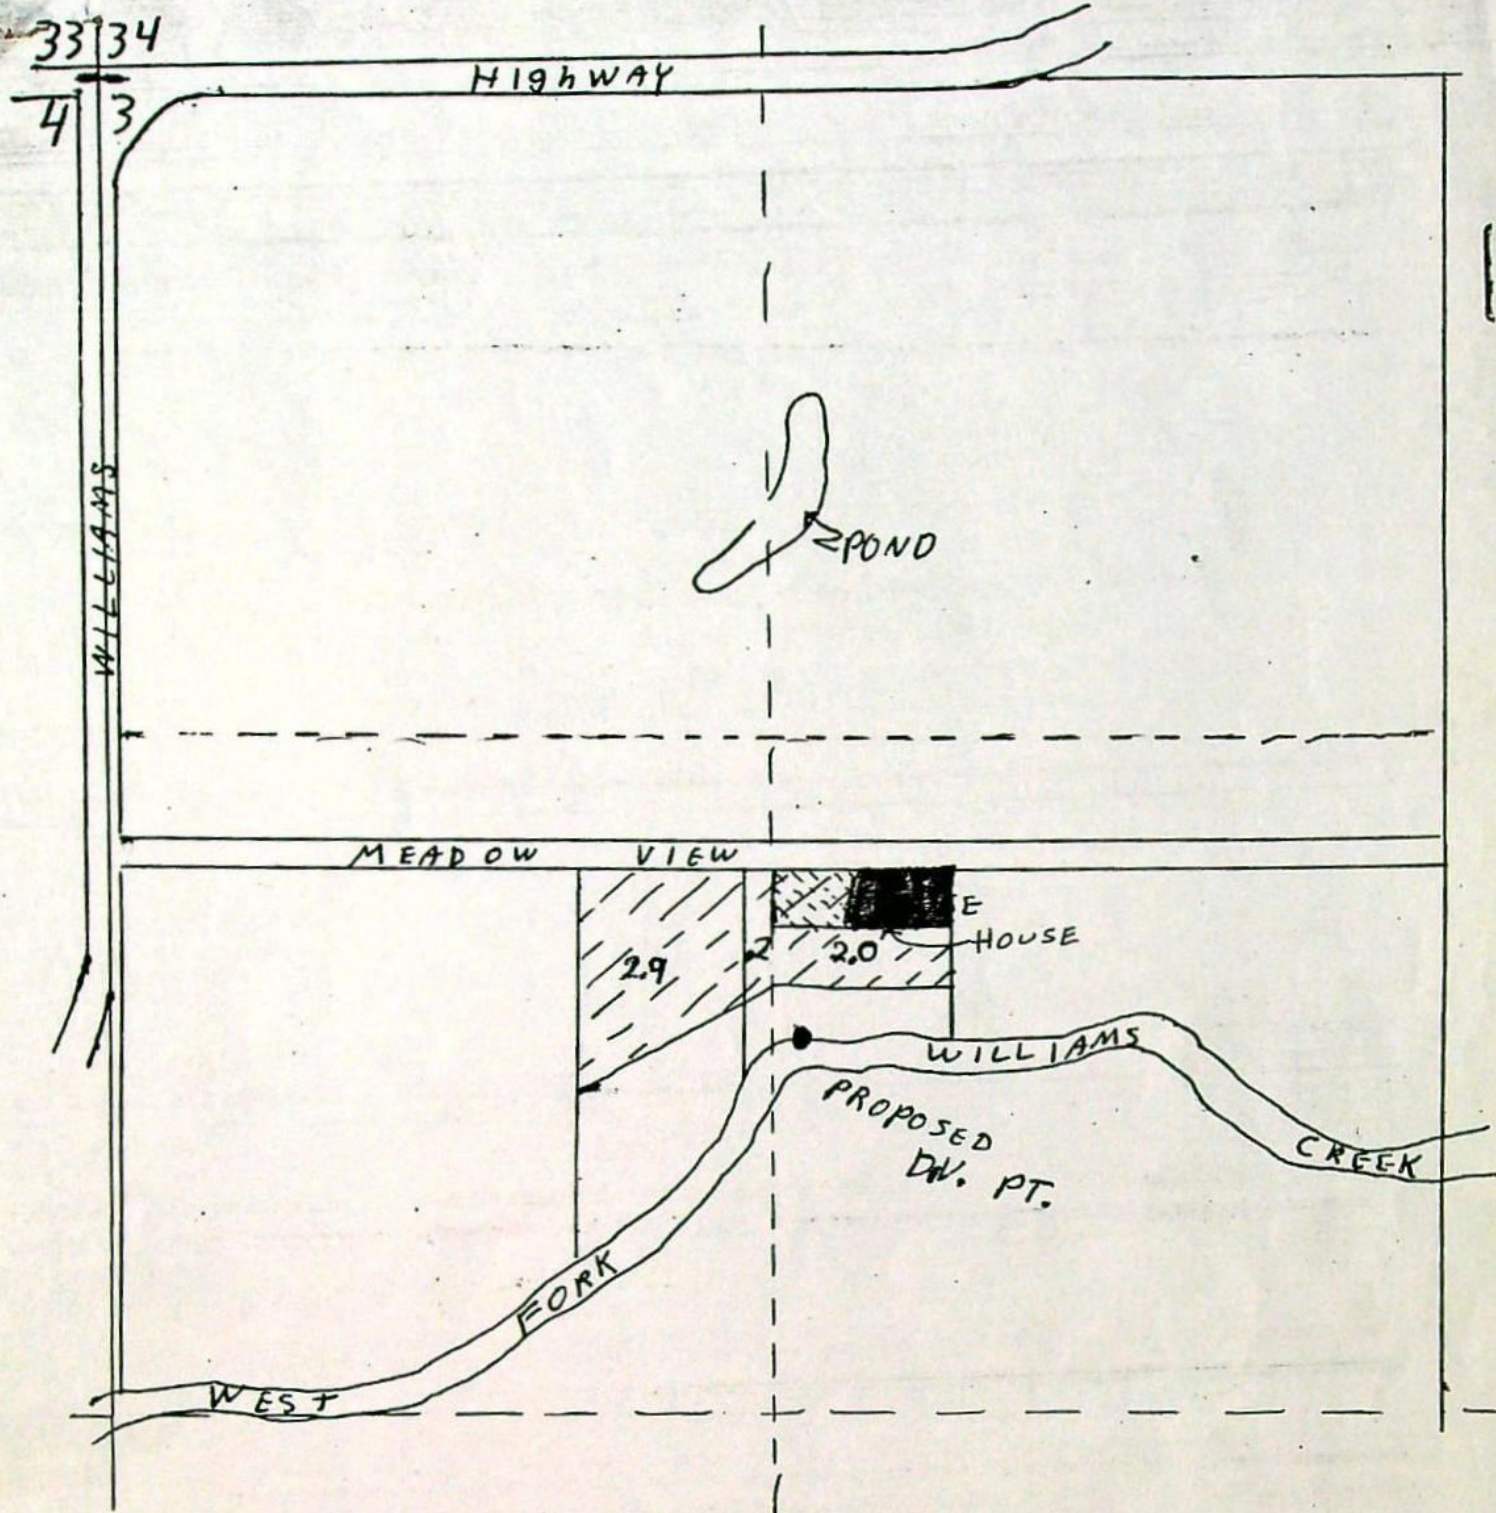 33 34
HIghWAY
4 3
WILLIAMS
POND
MEADOW VIEW
E
HOUSE
2.9
.2
2.0
WILLIAMS
PROPOSED
DIV. PT.
CREEK
FORK
WEST